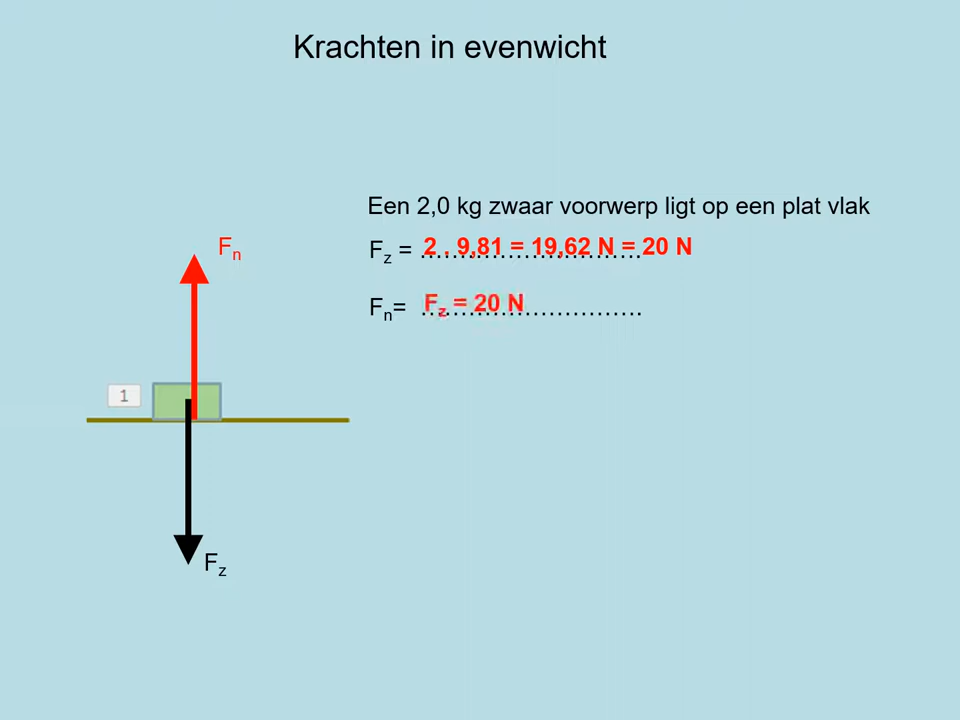 Krachten in evenwicht
Een 2,0 kg zwaar voorwerp ligt op een plat vlak
Fz = 2 . 9,81 = 19,62 N = 20 N
Fn= Fz = 20 N
Fn
1
Fz